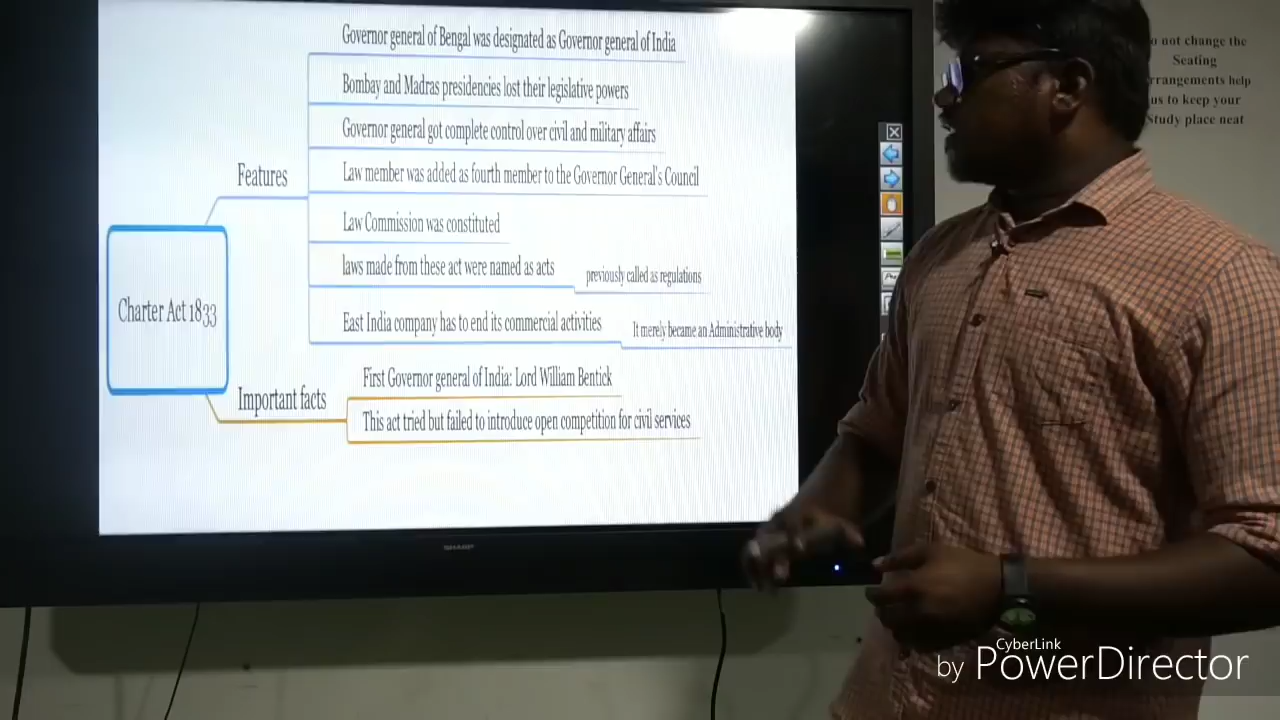 Governor general of Bengal was designated as Governor general of India
Bombay and Madras presidencies lost their legislative powers
Governor general got complete control over civil and military affairs
Features
Law member was added as fourth member to the Governor General's Council
Law Commission was constituted
laws made from these act were named as acts
previously called as regulations
Charter Act 1833
East India company has to end its commercial activities
It merely became an Administrative body
Important facts
First Governor general of India: Lord William Bentick
This act tried but failed to introduce open competition for civil services
SHARP
not change the
Seating
help
us to keep your
Study place neat
CyberLink
by PowerDirector